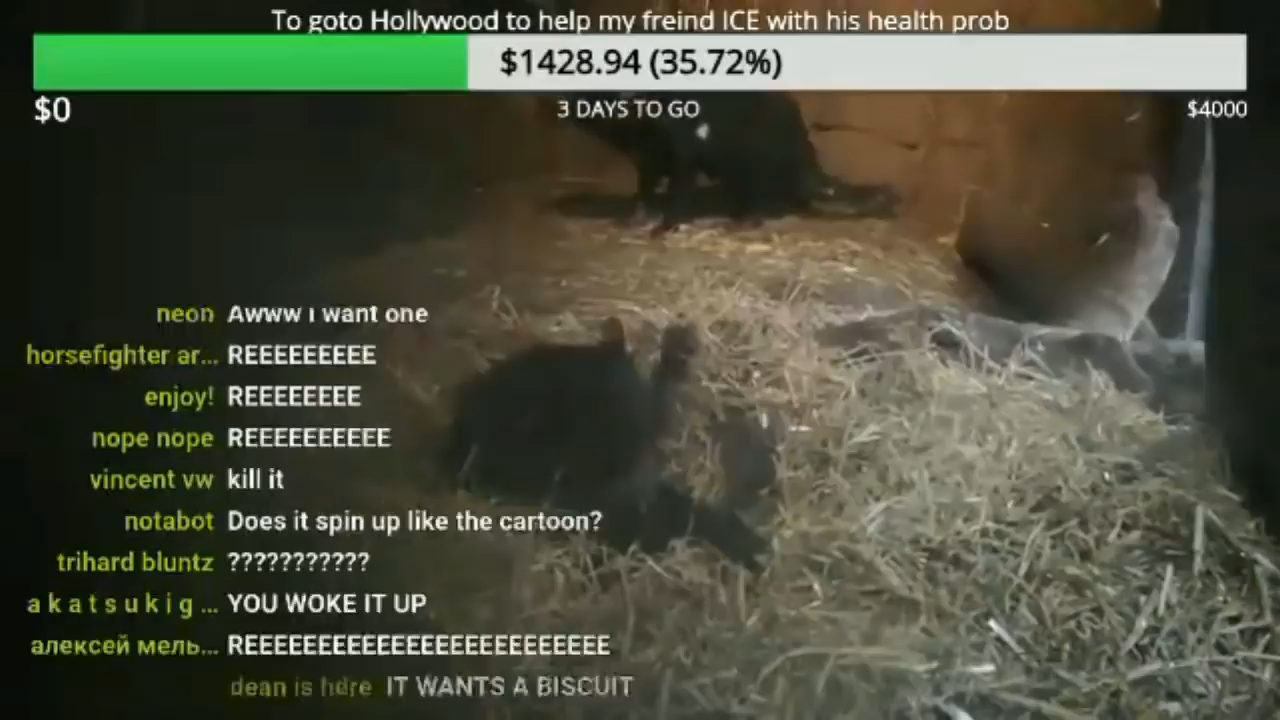 To goto Hollywood to help my freind ICE with his health prob
$1428.94 (35.72%)
$0 3 DAYS TO GO $4000
neon Awww i want one
horsefighter ar... REEEEEEEEE
enjoy! REEEEEEEE
nope nope REEEEEEEEEE
vincent vw kill it
notabot Does it spin up like the cartoon?
trihard bluntz ???????????
a k a t s u k i g ... YOU WOKE IT UP
алексей мель... REEEEEEEEEEEEEEEEEEEEEEEEE
dean is hdre IT WANTS A BISCUIT